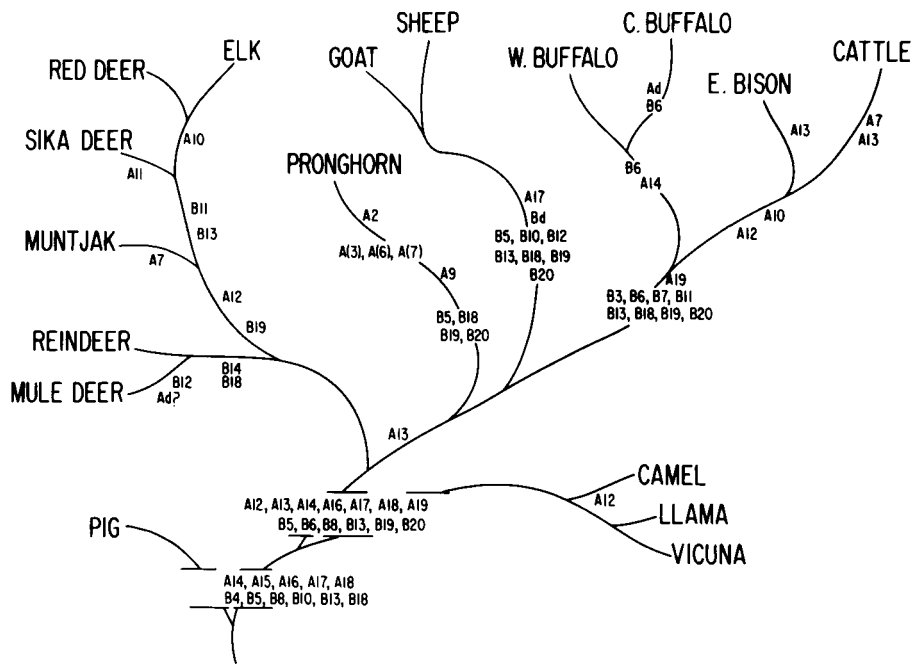 SHEEP
C. BUFFALO
ELK
GOAT
W. BUFFALO
CATTLE
RED DEER
E. BISON
Ad
B6
A7
A13
A13
A10
SIKA DEER
A11
PRONGHORN
B6
A14
A2
A17
Bd
B5, B10, B12
B13, B18, B19
B20
A10
A12
B11
B13
MUNTJAK
A7
A(3), A(6), A(7)
A9
A19
B3, B6, B7, B11
B13, B18, B19, B20
A12
B19
B5, B18
B19, B20
REINDEER
B14
B18
MULE DEER
B12
Ad?
A13
CAMEL
A12
LLAMA
VICUNA
A12, A13, A14, A16, A17, A18, A19
B5, B6, B8, B13, B19, B20
PIG
A14, A15, A16, A17, A18
B4, B5, B8, B10, B13, B18